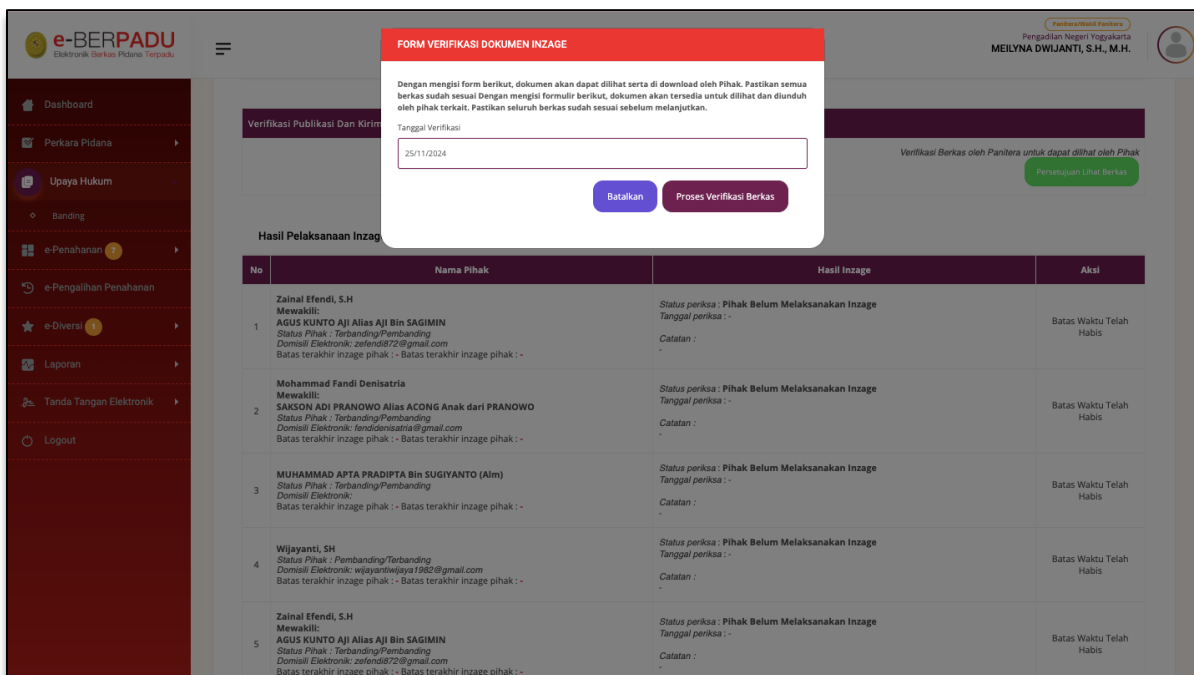 e-BERPADU
Elektronik Berkas Pidana Terpadu
Panitera/Wakil Panitera
Pengadilan Negeri Yogyakarta
MEILYNA DWIJANTI, S.H., M.H.
Dashboard
Perkara Pidana
Upaya Hukum
Banding
e-Penahanan 7
e-Pengalihan Penahanan
e-Diversi 1
Laporan
Tanda Tangan Elektronik
Logout
FORM VERIFIKASI DOKUMEN INZAGE
Dengan mengisi form berikut, dokumen akan dapat dilihat serta di download oleh Pihak. Pastikan semua
berkas sudah sesuai Dengan mengisi formulir berikut, dokumen akan tersedia untuk dilihat dan diunduh
oleh pihak terkait. Pastikan seluruh berkas sudah sesuai sebelum melanjutkan.
Tanggal Verifikasi
25/11/2024
Batalkan
Proses Verifikasi Berkas
Verifikasi Publikasi Dan Kirim
Verifikasi Berkas oleh Panitera untuk dapat dilihat oleh Pihak
Persetujuan Lihat Berkas
Hasil Pelaksanaan Inzag
No Nama Pihak Hasil Inzage Aksi
1
Zainal Efendi, S.H
Mewakili:
AGUS KUNTO AJI Alias AJI Bin SAGIMIN
Status Pihak : Terbanding/Pembanding
Domisili Elektronik: zefendi872@gmail.com
Batas terakhir inzage pihak : - Batas terakhir inzage pihak : -
Status periksa : Pihak Belum Melaksanakan Inzage
Tanggal periksa : -
Catatan :
-
Batas Waktu Telah
Habis
2
Mohammad Fandi Denisatria
Mewakili:
SAKSON ADI PRANOWO Alias ACONG Anak dari PRANOWO
Status Pihak : Terbanding/Pembanding
Domisili Elektronik: fendidenisatria@gmail.com
Batas terakhir inzage pihak : - Batas terakhir inzage pihak : -
Status periksa : Pihak Belum Melaksanakan Inzage
Tanggal periksa : -
Catatan :
-
Batas Waktu Telah
Habis
3
MUHAMMAD APTA PRADIPTA Bin SUGIYANTO (Alm)
Status Pihak : Terbanding/Pembanding
Domisili Elektronik:
Batas terakhir inzage pihak : - Batas terakhir inzage pihak : -
Status periksa : Pihak Belum Melaksanakan Inzage
Tanggal periksa : -
Catatan :
-
Batas Waktu Telah
Habis
4
Wijayanti, SH
Status Pihak : Pembanding/Terbanding
Domisili Elektronik: wijayantiwijaya1982@gmail.com
Batas terakhir inzage pihak : - Batas terakhir inzage pihak : -
Status periksa : Pihak Belum Melaksanakan Inzage
Tanggal periksa : -
Catatan :
-
Batas Waktu Telah
Habis
5
Zainal Efendi, S.H
Mewakili:
AGUS KUNTO AJI Alias AJI Bin SAGIMIN
Status Pihak : Terbanding/Pembanding
Domisili Elektronik: zefendi872@gmail.com
Batas terakhir inzage pihak : - Batas terakhir inzage pihak : -
Status periksa : Pihak Belum Melaksanakan Inzage
Tanggal periksa : -
Catatan :
-
Batas Waktu Telah
Habis